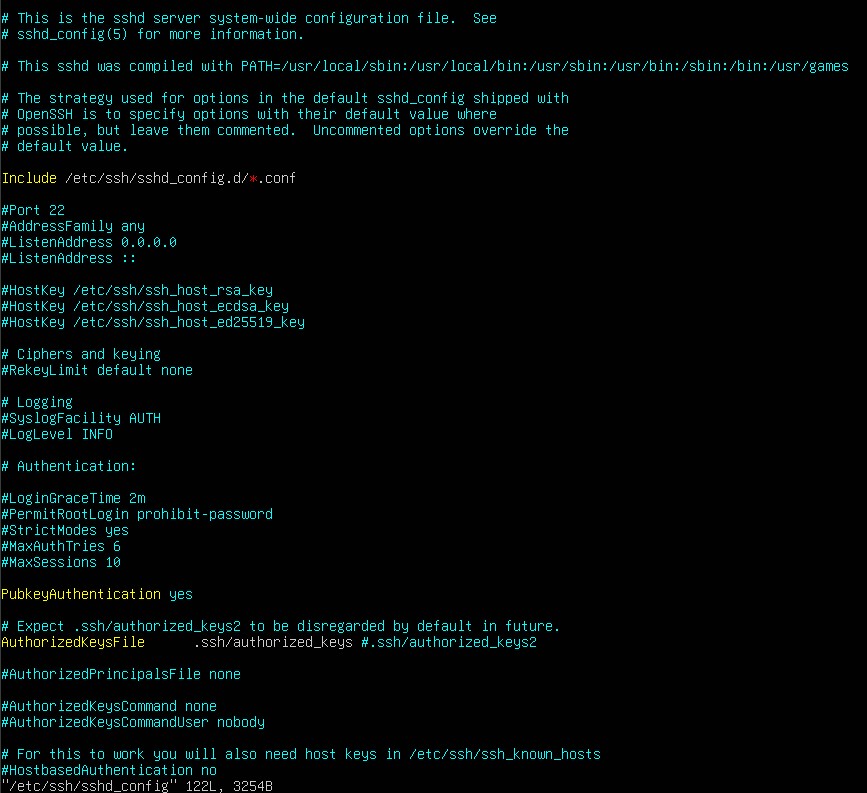 # This is the sshd server system-wide configuration file.  See
# sshd_config(5) for more information.
# This sshd was compiled with PATH=/usr/local/sbin:/usr/local/bin:/usr/sbin:/usr/bin:/sbin:/bin:/usr/games
# The strategy used for options in the default sshd_config shipped with
# OpenSSH is to specify options with their default value where
# possible, but leave them commented.  Uncommented options override the
# default value.
Include /etc/ssh/sshd_config.d/*.conf
#Port 22
#AddressFamily any
#ListenAddress 0.0.0.0
#ListenAddress ::
#HostKey /etc/ssh/ssh_host_rsa_key
#HostKey /etc/ssh/ssh_host_ecdsa_key
#HostKey /etc/ssh/ssh_host_ed25519_key
# Ciphers and keying
#RekeyLimit default none
# Logging
#SyslogFacility AUTH
#LogLevel INFO
# Authentication:
#LoginGraceTime 2m
#PermitRootLogin prohibit-password
#StrictModes yes
#MaxAuthTries 6
#MaxSessions 10
PubkeyAuthentication yes
# Expect .ssh/authorized_keys2 to be disregarded by default in future.
AuthorizedKeysFile      .ssh/authorized_keys #.ssh/authorized_keys2
#AuthorizedPrincipalsFile none
#AuthorizedKeysCommand none
#AuthorizedKeysCommandUser nobody
# For this to work you will also need host keys in /etc/ssh/ssh_known_hosts
#HostbasedAuthentication no
"/etc/ssh/sshd_config" 122L, 3254B